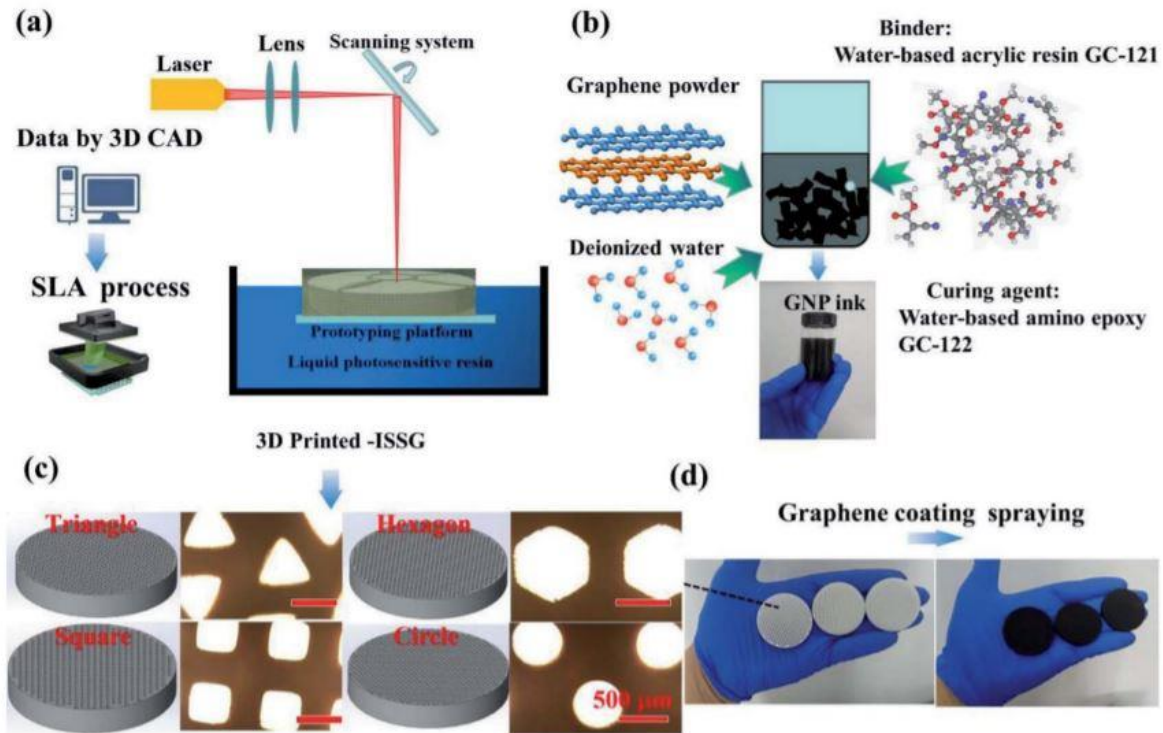 (a)
Laser
Lens
Scanning system
Data by 3D CAD
SLA process
Prototyping platform
Liquid photosensitive resin
(b)
Binder:
Water-based acrylic resin GC-121
Graphene powder
Deionized water
GNP ink
Curing agent:
Water-based amino epoxy
GC-122
3D Printed -ISSG
(c)
Triangle
Hexagon
Square
Circle
500 μm
(d)
Graphene coating spraying